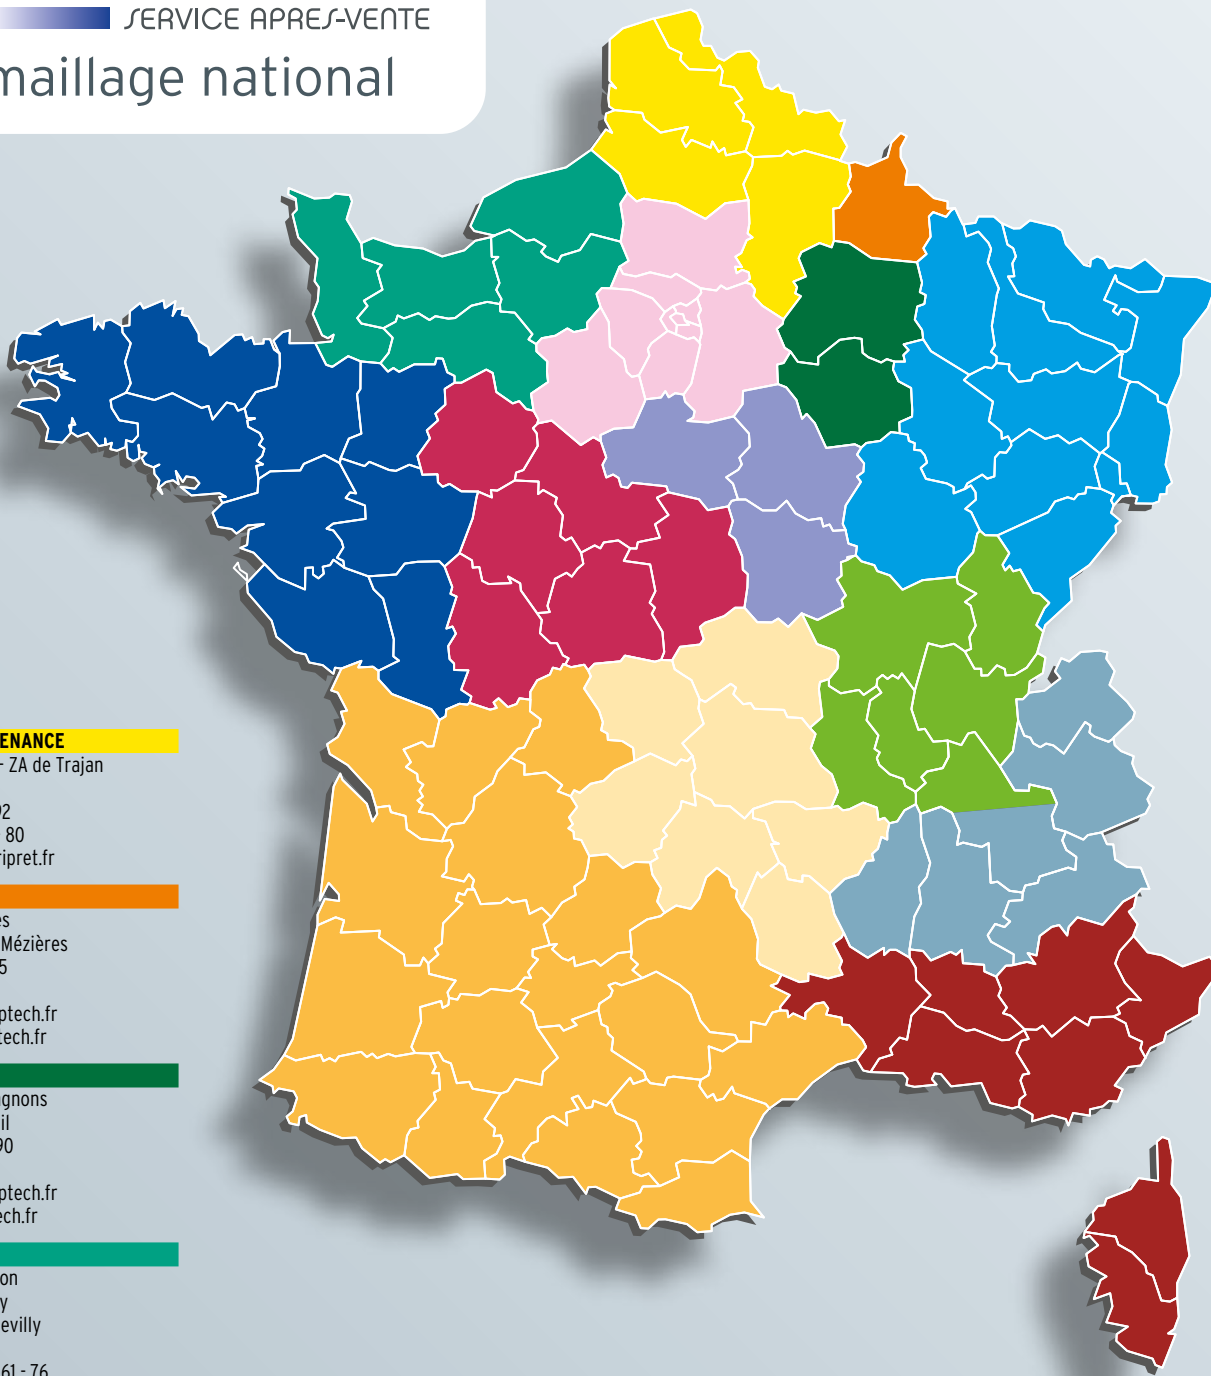 SERVICE APRES-VENTE
maillage national
ENANCE
- ZA de Trajan
92
80
ripret.fr
es
Mézières
5
ptech.fr
tech.fr
gnons
il
90
ptech.fr
ech.fr
on
y
evilly
61 - 76